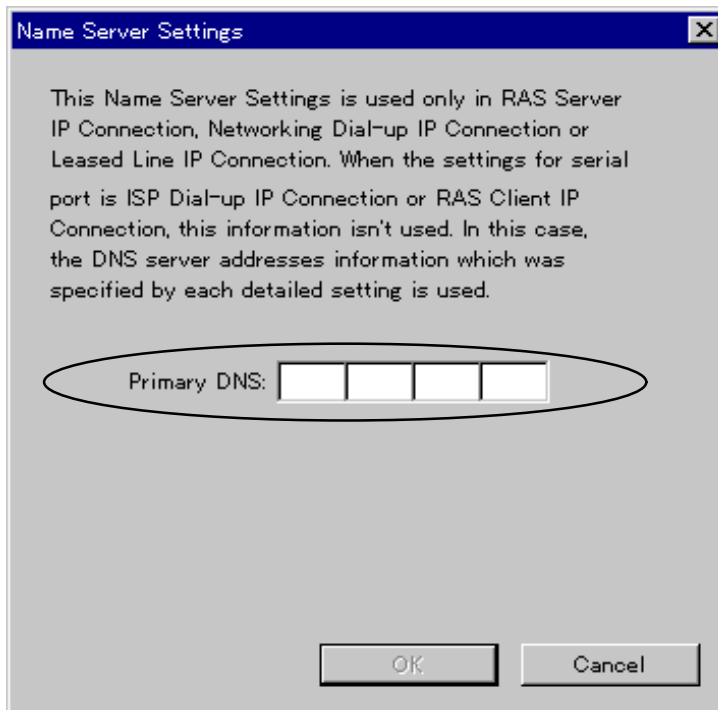 Name Server Settings
This Name Server Settings is used only in RAS Server
IP Connection, Networking Dial-up IP Connection or
Leased Line IP Connection. When the settings for serial
port is ISP Dial-up IP Connection or RAS Client IP
Connection, this information isn't used. In this case,
the DNS server addresses information which was
specified by each detailed setting is used.
Primary DNS:
OK
Cancel